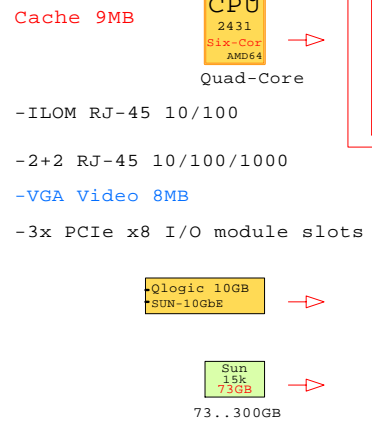 Cache 9MB
CPU
2431
Six-Cor
AMD64
Quad-Core
-ILOM RJ-45 10/100
-2+2 RJ-45 10/100/1000
-VGA Video 8MB
-3x PCIe x8 I/O module slots
Qlogic 10GB
SUN-10GbE
Sun
15k
73GB
73..300GB